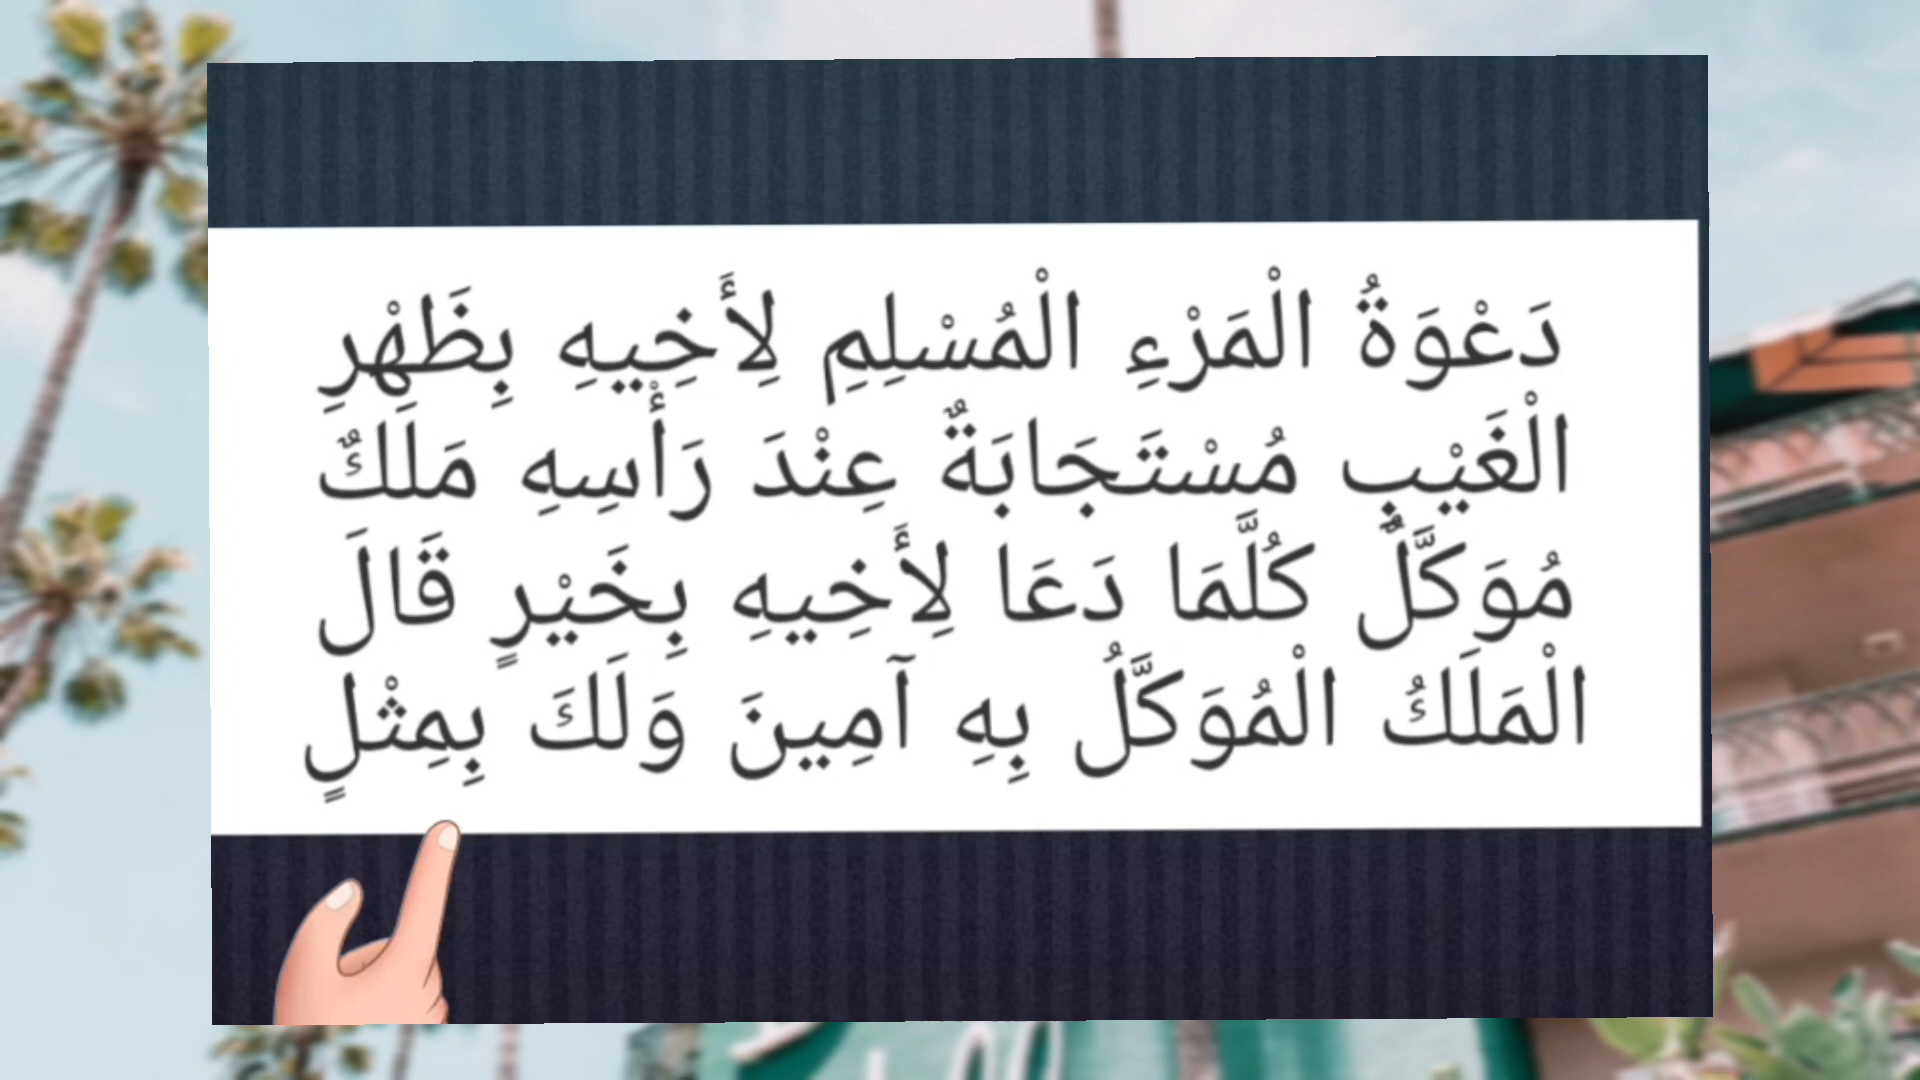 دَعْوَةُ الْمَرْءِ الْمُسْلِمِ لِأَخِيهِ بِظَهْرِ
الْغَيْبِ مُسْتَجَابَةٌ عِنْدَ رَأْسِهِ مَلَكٌ
مُوَكَّلٌ كُلَّمَا دَعَا لِأَخِيهِ بِخَيْرٍ قَالَ
الْمَلَكُ الْمُوَكَّلُ بِهِ آمِينَ وَلَكَ بِمِثْلٍ